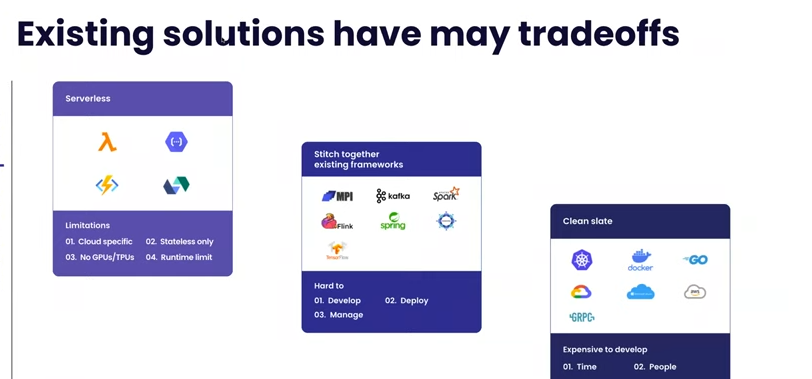 Existing solutions have may tradeoffs
Serverless
Limitations
01. Cloud specific 02. Stateless only
03. No GPUs/TPUs 04. Runtime limit
Stitch together
existing frameworks
MPI kafka Spark
Flink spring
TensorFlow
Hard to
01. Develop 02. Deploy
03. Manage
Clean slate
docker GO
aws
GRPC
Expensive to develop
01. Time 02. People